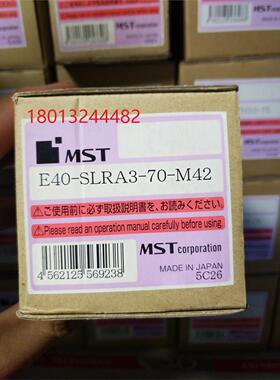 18013244482
MST
E40-SLRA3-70-M42
⚠ご使用前に必ず取扱説明書を、お読みください
Please read an operation manual carefully before using
MST corporation
4 562125 569238
MADE IN JAPAN
5C26